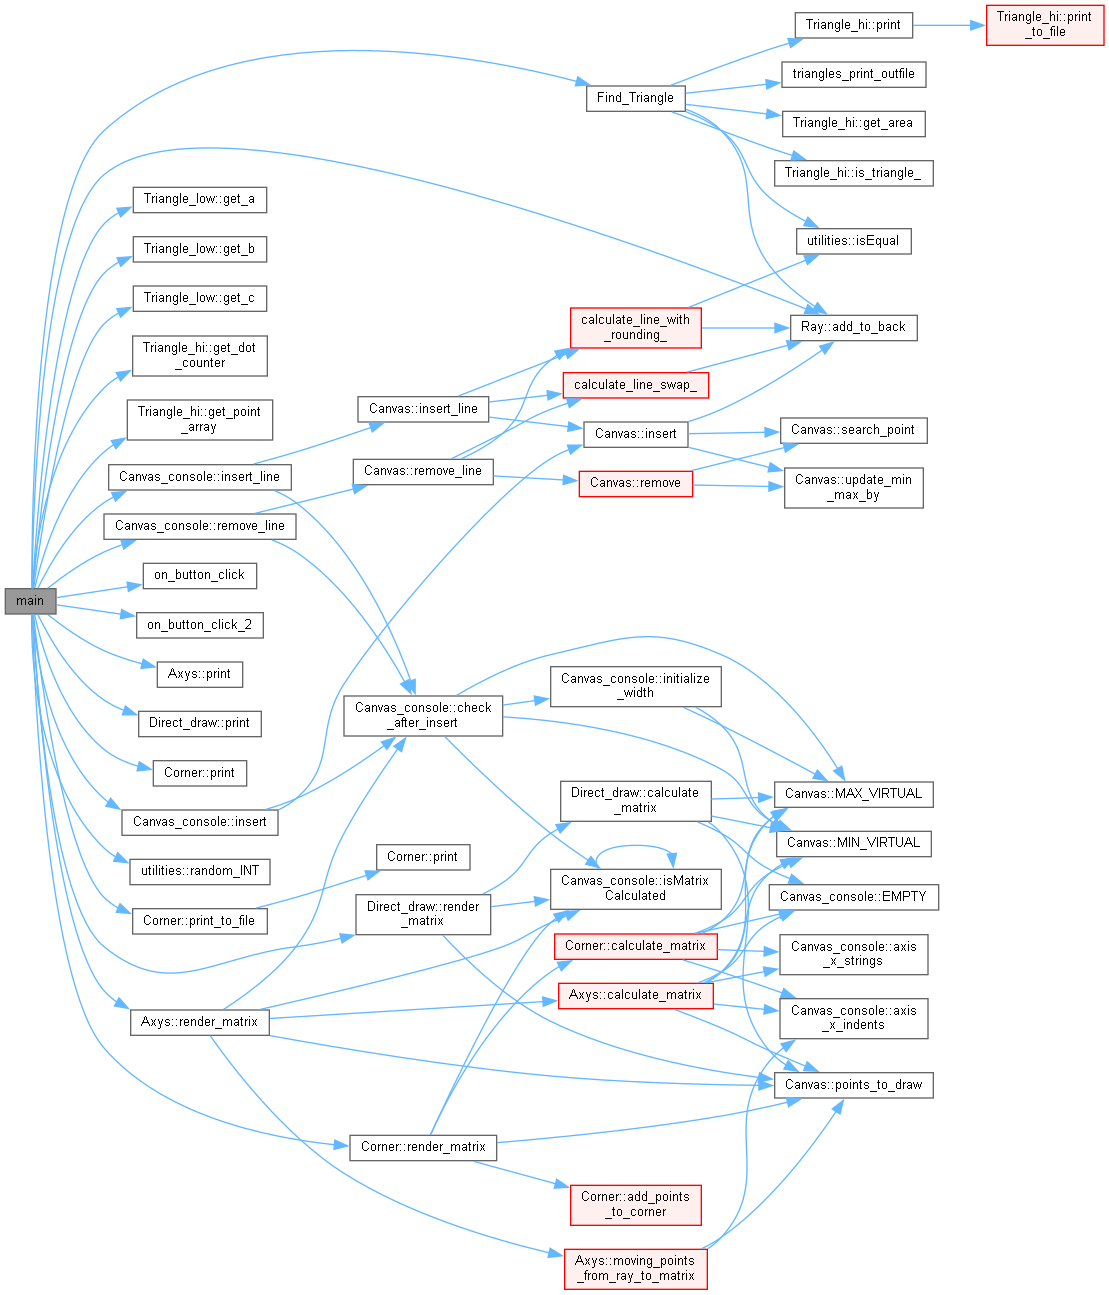 Triangle_hi::print
Triangle_hi::print
_to_file
triangles_print_outfile
Find_Triangle
Triangle_hi::get_area
Triangle_hi::is_triangle_
Triangle_low::get_a
utilities::isEqual
Triangle_low::get_b
Triangle_low::get_c
calculate_line_with
_rounding_
Ray::add_to_back
Triangle_hi::get_dot
_counter
calculate_line_swap_
Triangle_hi::get_point
_array
Canvas::insert_line
Canvas::insert
Canvas::search_point
Canvas_console::insert_line
Canvas::remove_line
Canvas::remove
Canvas::update_min
_max_by
Canvas_console::remove_line
on_button_click
main
on_button_click_2
Axys::print
Canvas_console::initialize
_width
Canvas_console::check
_after_insert
Direct_draw::print
Corner::print
Direct_draw::calculate
_matrix
Canvas::MAX_VIRTUAL
Canvas_console::insert
Canvas::MIN_VIRTUAL
Corner::print
utilities::random_INT
Canvas_console::isMatrix
Calculated
Canvas_console::EMPTY
Corner::print_to_file
Direct_draw::render
_matrix
Corner::calculate_matrix
Canvas_console::axis
_x_strings
Axys::calculate_matrix
Canvas_console::axis
_x_indents
Axys::render_matrix
Canvas::points_to_draw
Corner::render_matrix
Corner::add_points
_to_corner
Axys::moving_points
_from_ray_to_matrix